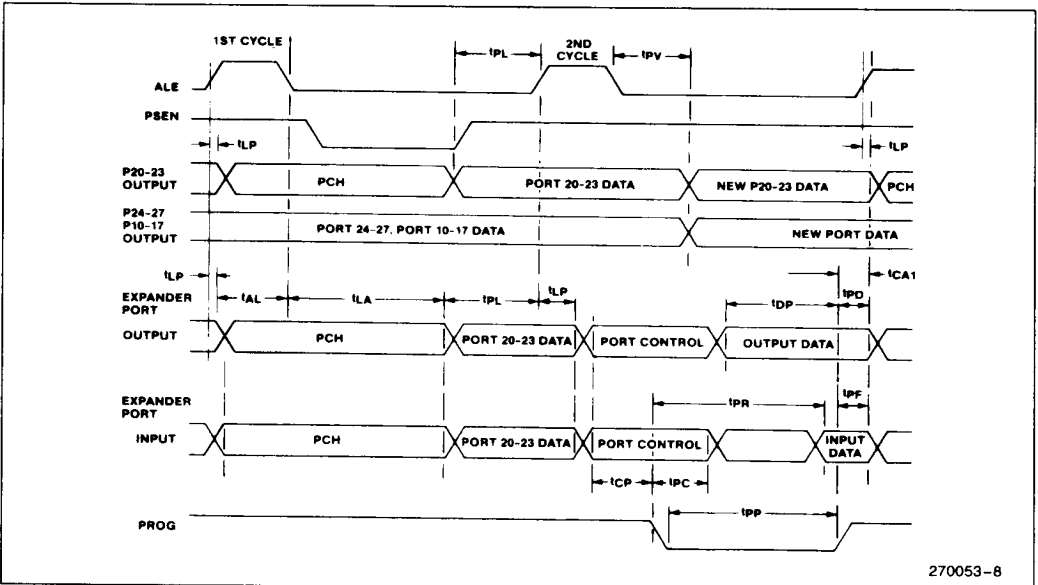 1ST CYCLE
2ND CYCLE
tPL
tPV
ALE
PSEN
tLP
tLP
P20-23 OUTPUT
PCH
PORT 20-23 DATA
NEW P20-23 DATA
PCH
P24-27
P10-17
OUTPUT
PORT 24-27, PORT 10-17 DATA
NEW PORT DATA
tLP
tCA1
EXPANDER PORT
tAL
tLA
tPL
tLP
tDP
tPD
OUTPUT
PCH
PORT 20-23 DATA
PORT CONTROL
OUTPUT DATA
EXPANDER PORT
tPR
tPF
INPUT
PCH
PORT 20-23 DATA
PORT CONTROL
INPUT DATA
tCP
tPC
tPP
PROG
270053-8